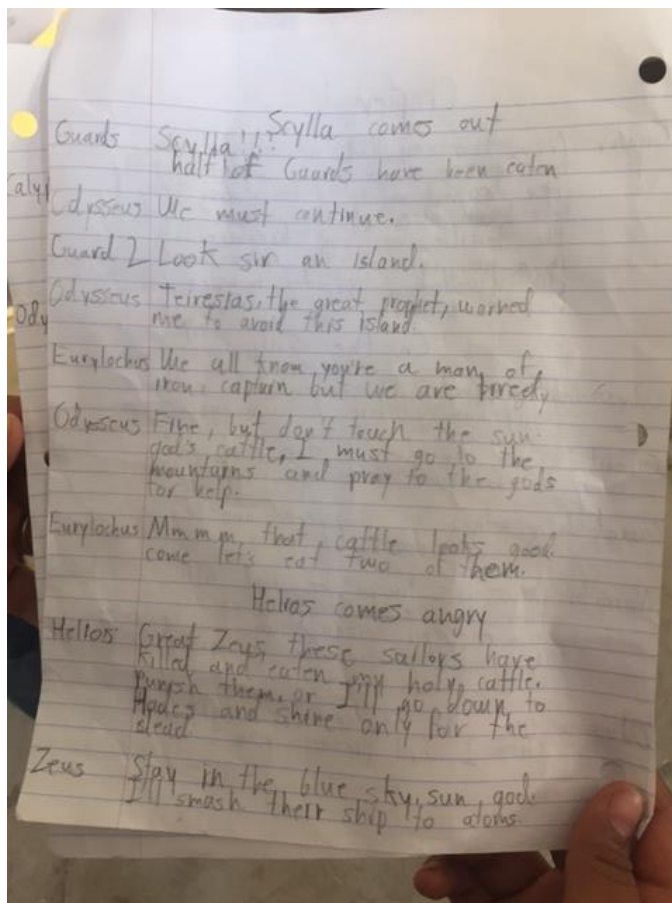 Scylla comes out
Guards Scylla!!!
half of Guards have been eaten
Odysseus We must continue.
Guard 2 Look sir an island.
Odysseus Teiresias, the great prophet, warned
me to avoid this island.
Eurylochus We all know you're a man of
iron captain but we are
Odysseus Fine, but don't touch the sun
god's cattle, I must go to the
mountains and pray to the gods
for help.
Eurylochus Mmmm, that cattle looks good.
come let's eat two of them.
Helios comes angry
Helios Great Zeus, these sailors have
killed and eaten my holy cattle.
Punish them, or I'll go down to
Hades and shine only for the
Zeus Stay in the blue sky, sun god.
I'll smash their ship to atoms.
Caly
Ody